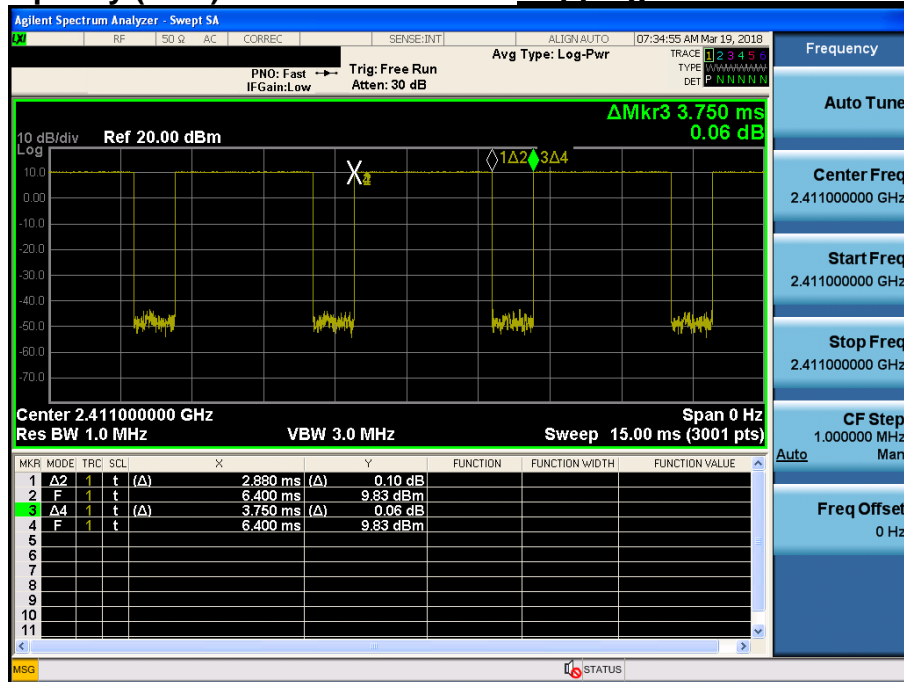 Agilent Spectrum Analyzer - Swept SA
LXI RF 50 Ω AC CORREC SENSE:INT ALIGN AUTO 07:34:55 AM Mar 19, 2018
Avg Type: Log-Pwr TRACE 1 2 3 4 5 6
PNO: Fast Trig: Free Run TYPE WWWWWW
IFGain:Low Atten: 30 dB DET P N N N N N
ΔMkr3 3.750 ms
0.06 dB
10 dB/div Ref 20.00 dBm
Log
1Δ2 3Δ4
10.0
0.00
-10.0
-20.0
-30.0
-40.0
-50.0
-60.0
-70.0
Center 2.411000000 GHz Span 0 Hz
Res BW 1.0 MHz VBW 3.0 MHz Sweep 15.00 ms (3001 pts)
MKR MODE TRC SCL X Y FUNCTION FUNCTION WIDTH FUNCTION VALUE
1 Δ2 1 t (Δ) 2.880 ms (Δ) 0.10 dB
2 F 1 t 6.400 ms 9.83 dBm
3 Δ4 1 t (Δ) 3.750 ms (Δ) 0.06 dB
4 F 1 t 6.400 ms 9.83 dBm
5
6
7
8
9
10
11
MSG STATUS
Frequency
Auto Tune
Center Freq
2.411000000 GHz
Start Freq
2.411000000 GHz
Stop Freq
2.411000000 GHz
CF Step
1.000000 MHz
Auto Man
Freq Offset
0 Hz